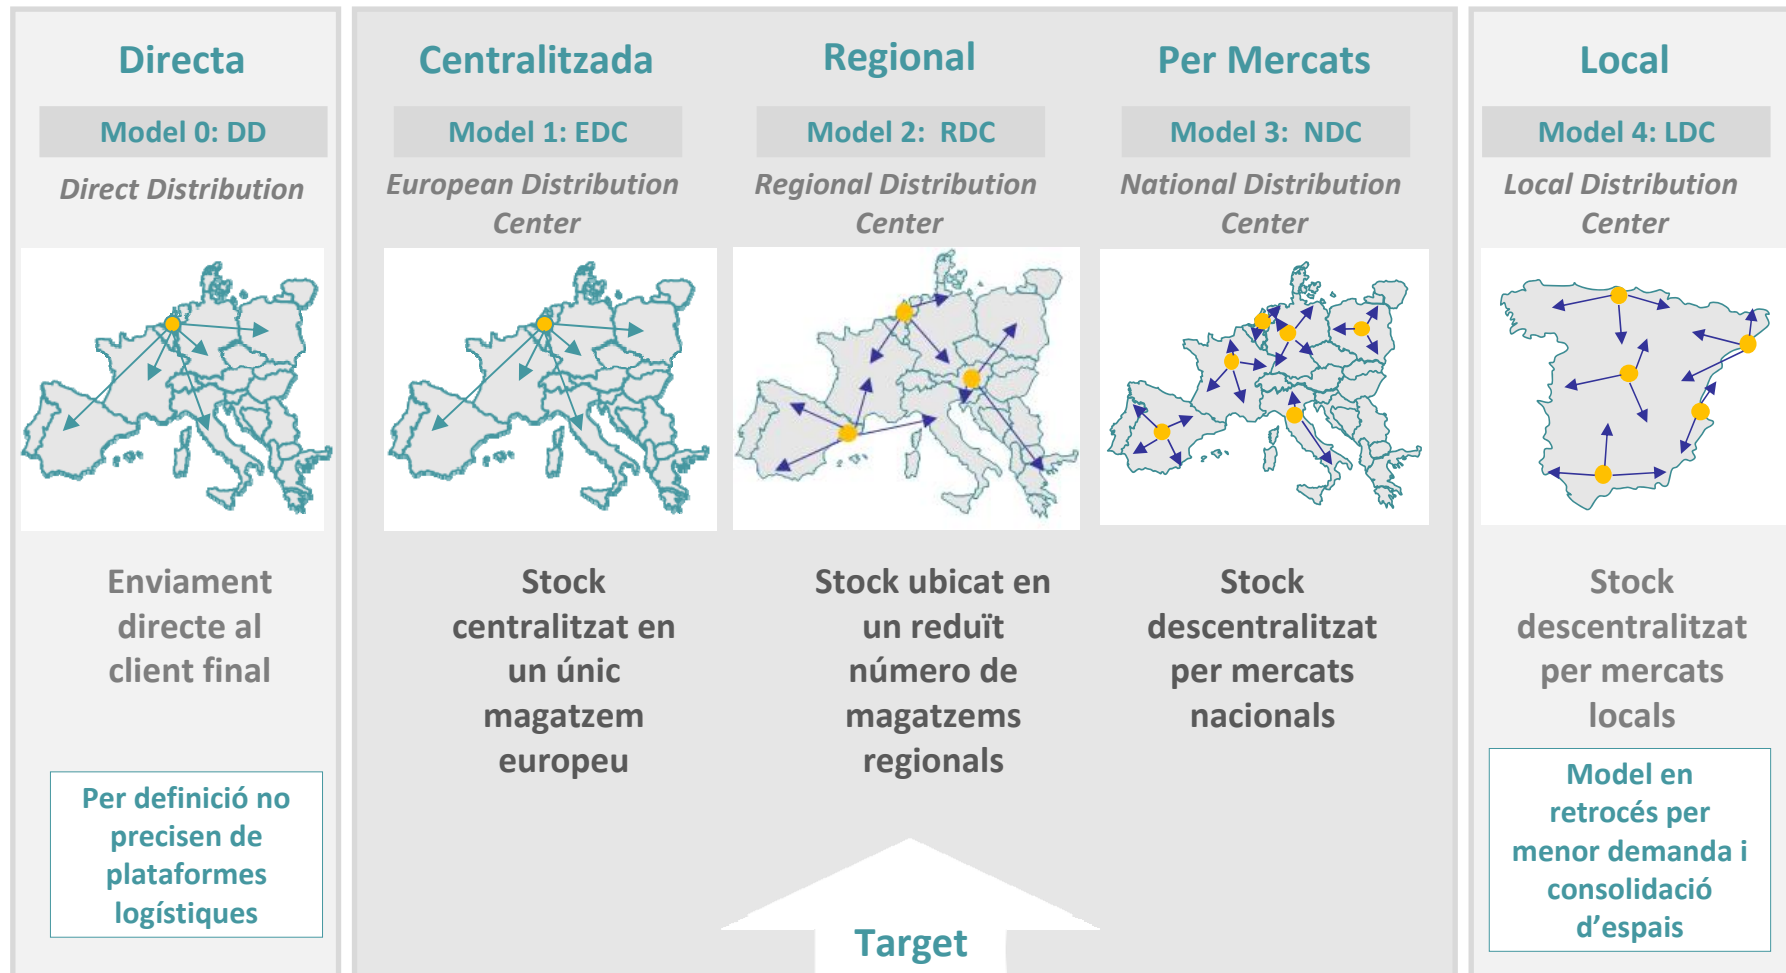 Directa
Model 0: DD
Direct Distribution
Enviament
directe al
client final
Per definició no
precisen de
plataformes
logístiques
Centralitzada
Model 1: EDC
European Distribution
Center
Stock
centralitzat en
un únic
magatzem
europeu
Regional
Model 2:  RDC
Regional Distribution
Center
Stock ubicat en
un reduït
número de
magatzems
regionals
Per Mercats
Model 3:  NDC
National Distribution
Center
Stock
descentralitzat
per mercats
nacionals
Target
Local
Model 4: LDC
Local Distribution
Center
Stock
descentralitzat
per mercats
locals
Model en
retrocés per
menor demanda i
consolidació
d’espais